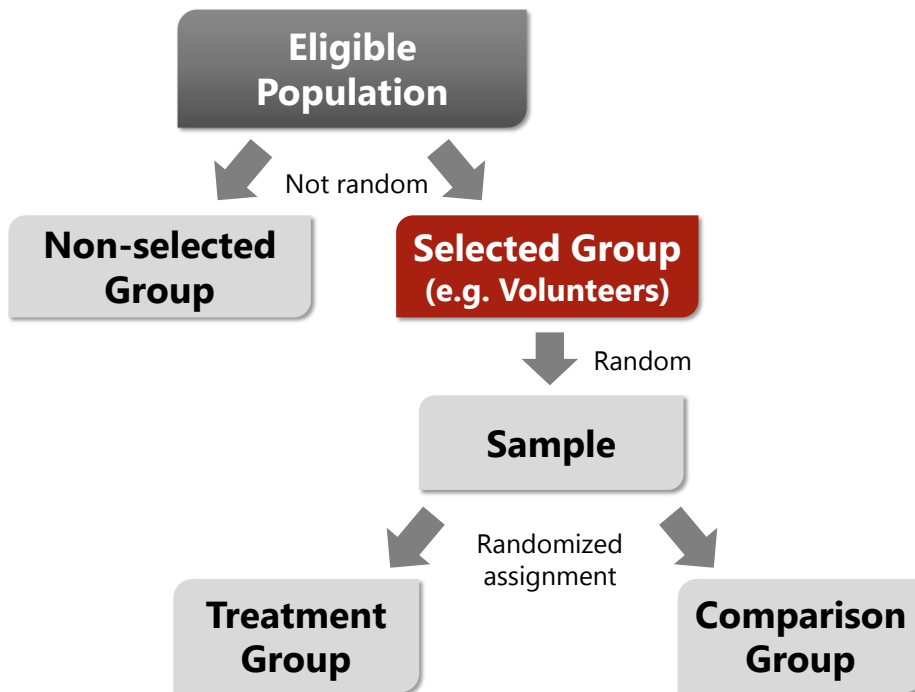 Eligible
Population
Not random
Non-selected
Group
Selected Group
(e.g. Volunteers)
Random
Sample
Randomized
assignment
Treatment
Group
Comparison
Group